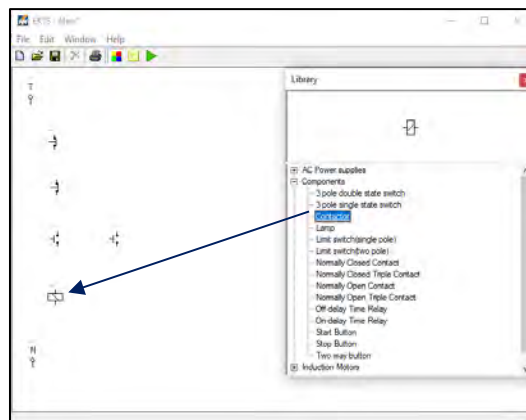 File Edit Window Help
T
N
Library
AC Power supplies
Components
3 pole double state switch
3 pole single state switch
Contactor
Lamp
Limit switch(single pole)
Limit switch(two pole)
Normally Closed Contact
Normally Closed Triple Contact
Normally Open Contact
Normally Open Triple Contact
Off-delay Time Relay
On-delay Time Relay
Start Button
Stop Button
Two way button
Induction Motors